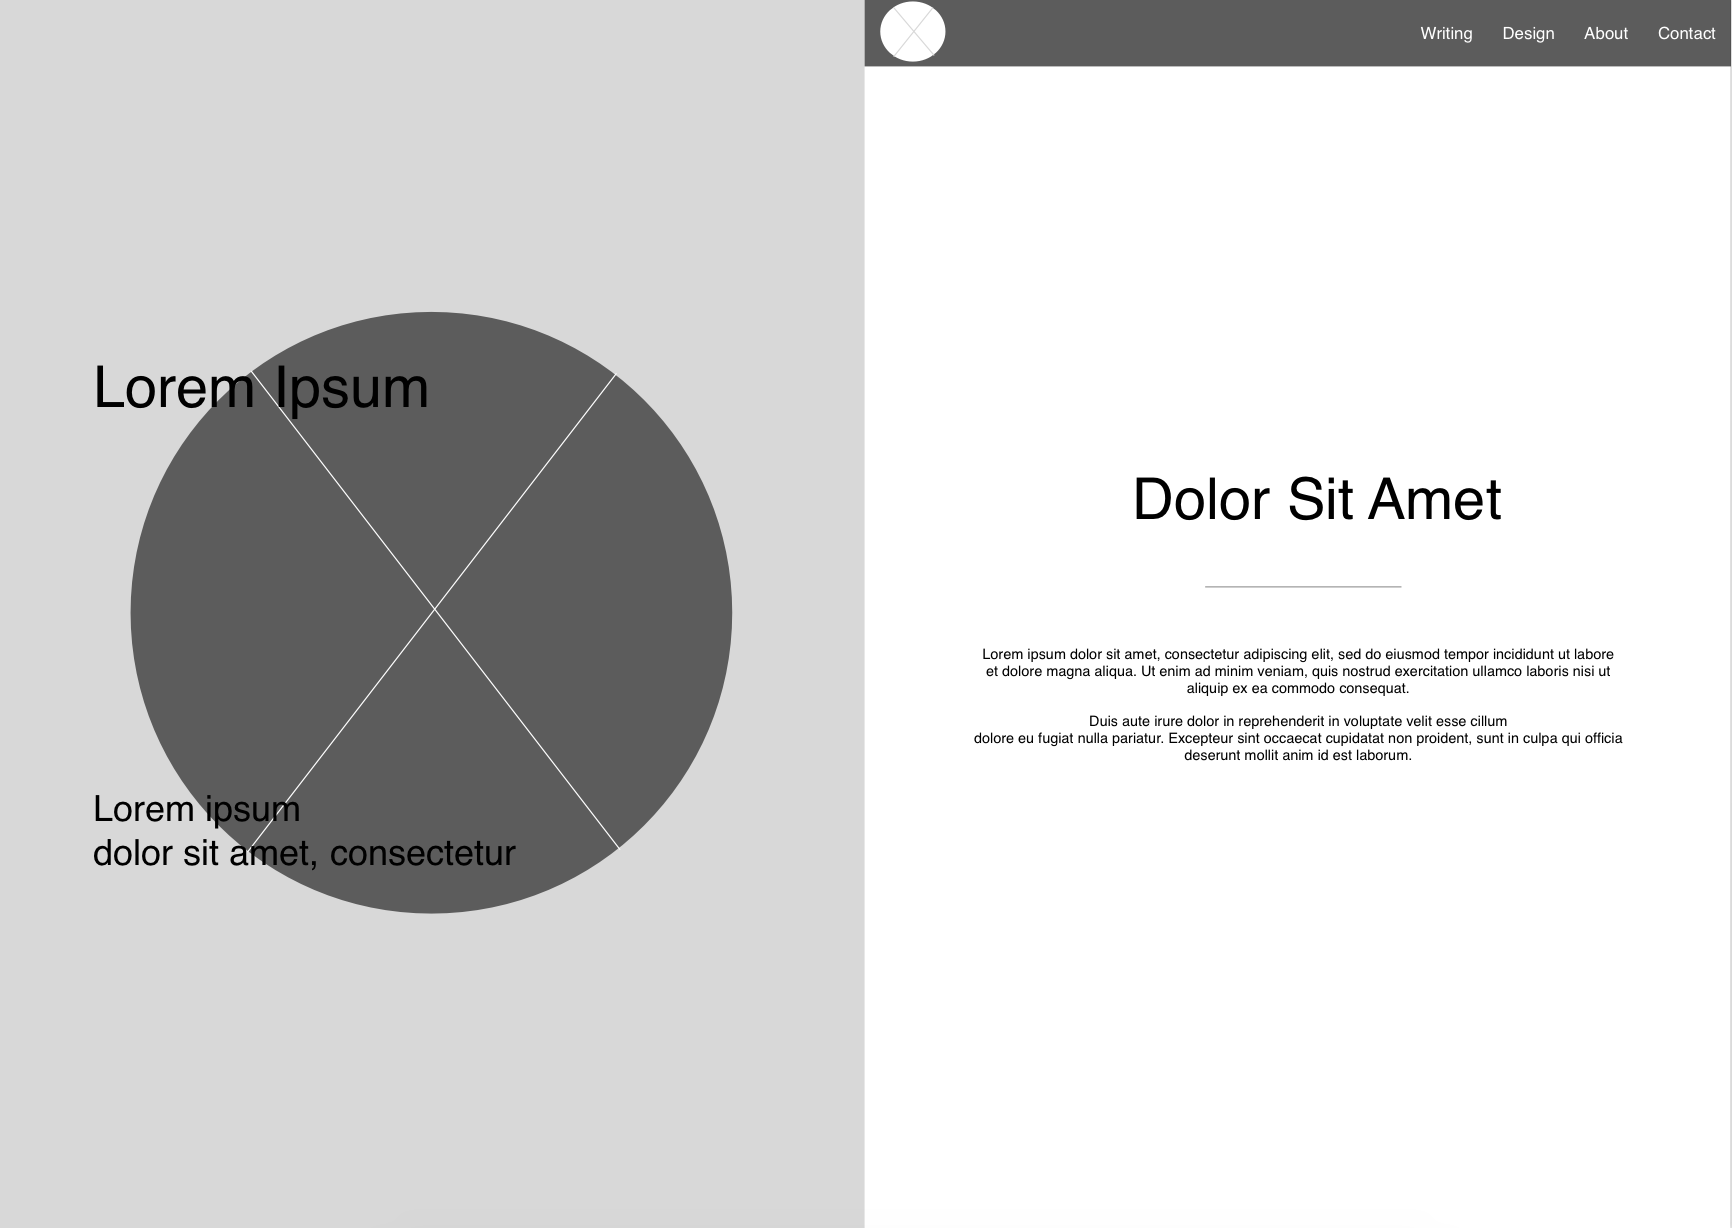 Lorem Ipsum
Lorem ipsum
dolor sit amet, consectetur
Writing Design About Contact
Dolor Sit Amet
Lorem ipsum dolor sit amet, consectetur adipiscing elit, sed do eiusmod tempor incididunt ut labore
et dolore magna aliqua. Ut enim ad minim veniam, quis nostrud exercitation ullamco laboris nisi ut
aliquip ex ea commodo consequat.
Duis aute irure dolor in reprehenderit in voluptate velit esse cillum
dolore eu fugiat nulla pariatur. Excepteur sint occaecat cupidatat non proident, sunt in culpa qui officia
deserunt mollit anim id est laborum.